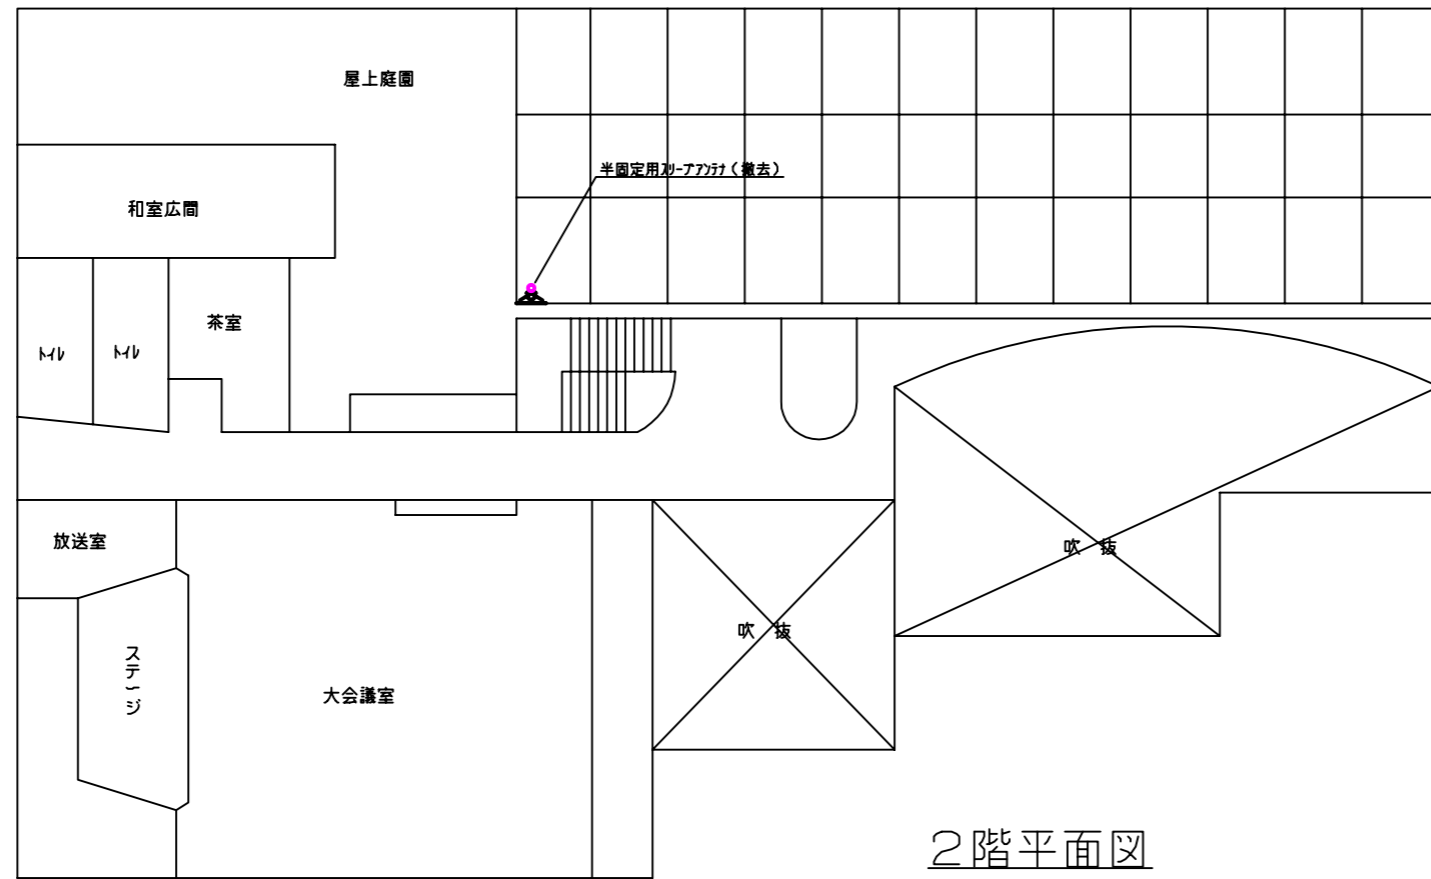 屋上庭園
半固定用ｽﾘｰﾌﾞｱﾝﾃﾅ（撤去）
和室広間
茶室
ﾄｲﾚ
ﾄｲﾚ
放送室
吹 抜
吹 抜
ステージ
大会議室
２階平面図